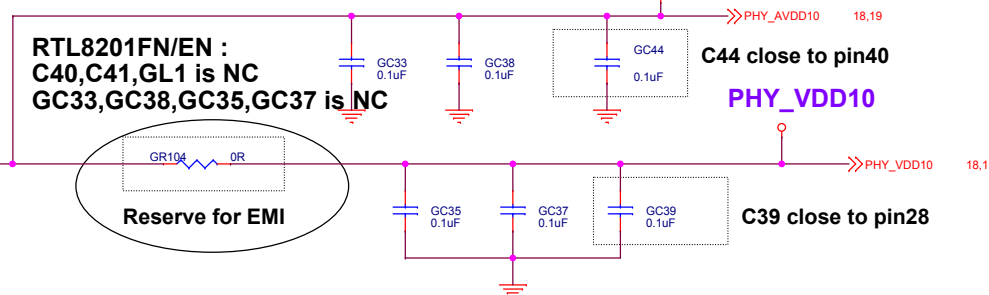 PHY_AVDD10 18,19
RTL8201FN/EN :
C40,C41,GL1 is NC
GC33,GC38,GC35,GC37 is NC
GC33
0.1uF
GC38
0.1uF
GC44
0.1uF
C44 close to pin40
PHY_VDD10
GR104 0R
Reserve for EMI
PHY_VDD10 18,1
GC35
0.1uF
GC37
0.1uF
GC39
0.1uF
C39 close to pin28